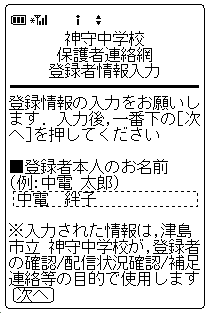 神守中学校
保護者連絡網
登録者情報入力
登録情報の入力をお願いしま
す．入力後,一番下の[次
へ]を押してください
■登録者本人のお名前
(例:中電 太郎)
中電　絆子
※入力された情報は,津島
市立 神守中学校が,登録者
の確認/配信状況確認/補足
連絡等の目的で使用します
次へ